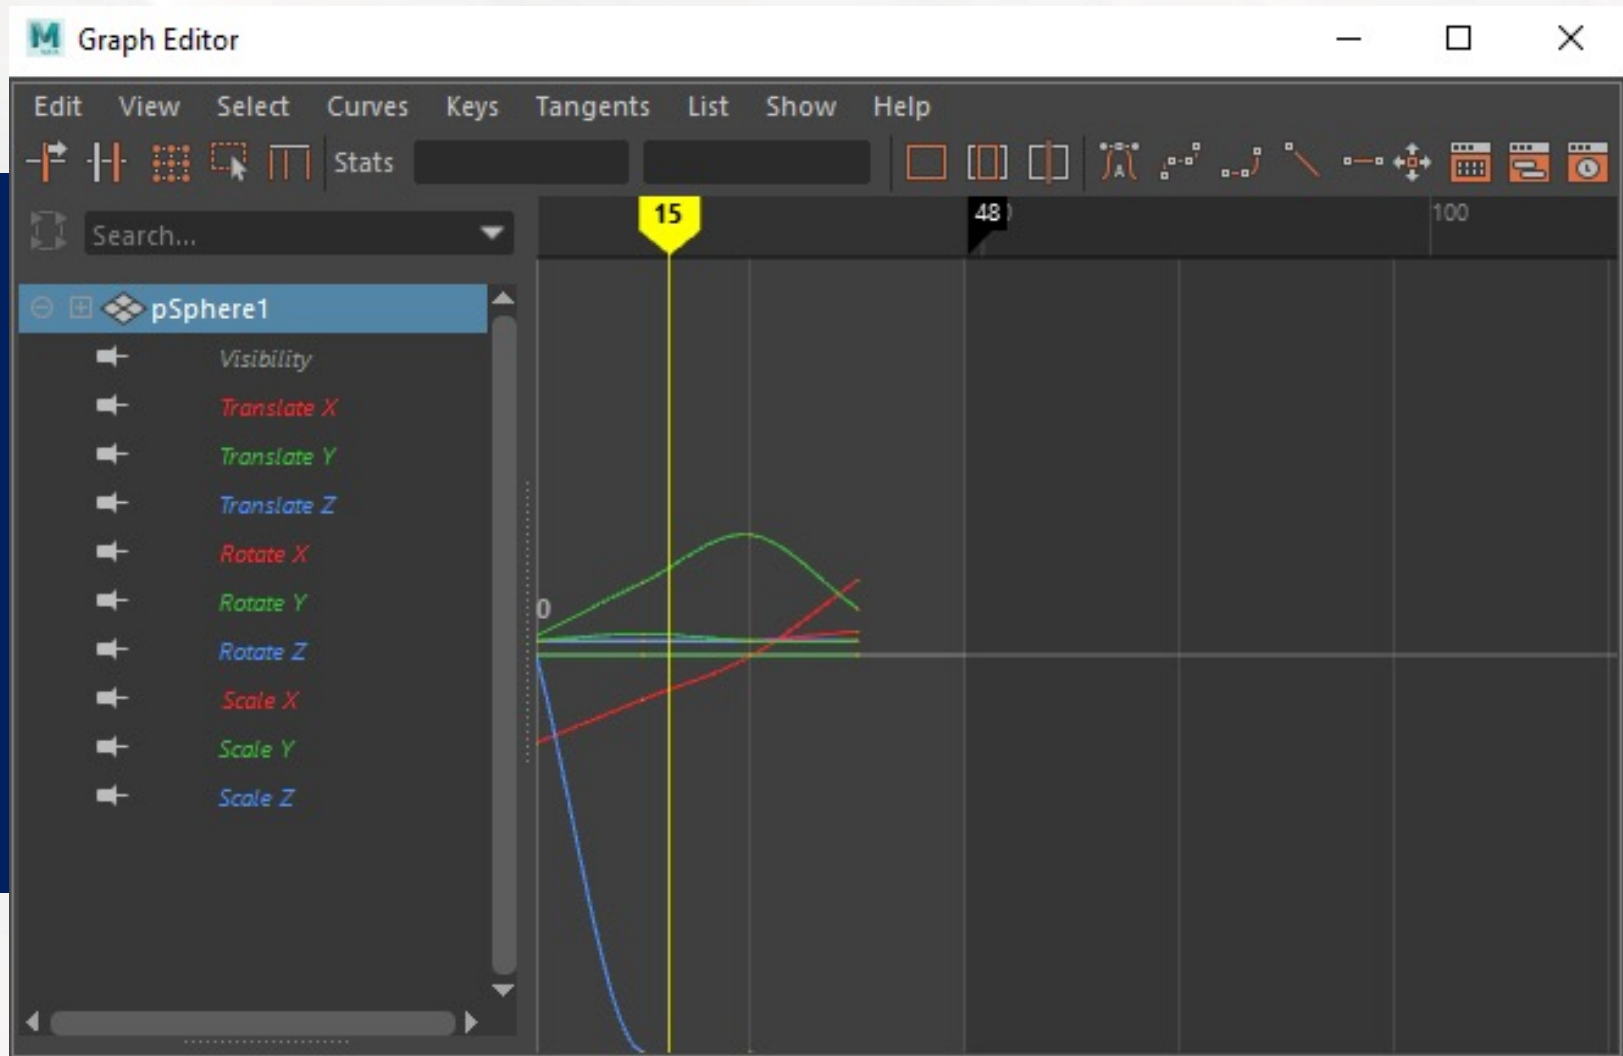 Graph Editor
Edit View Select Curves Keys Tangents List Show Help
Stats
Search...
15 48 100
pSphere1
Visibility
Translate X
Translate Y
Translate Z
Rotate X
Rotate Y
0
Rotate Z
Scale X
Scale Y
Scale Z